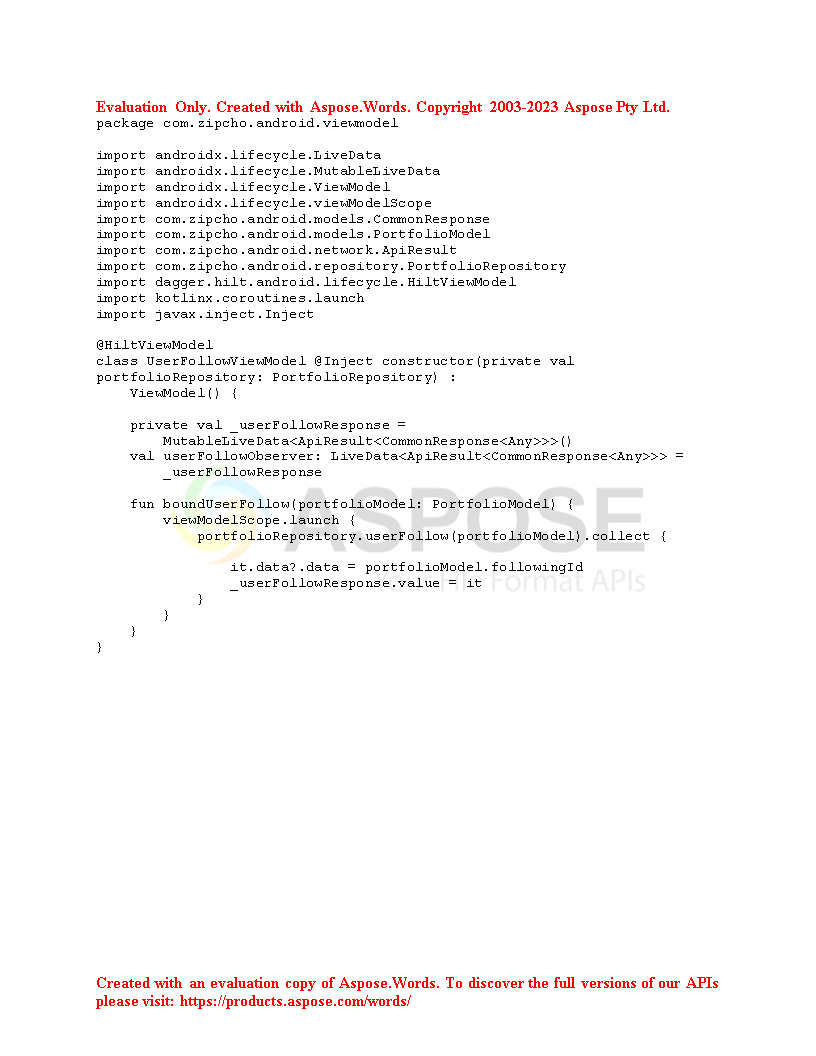 Evaluation Only. Created with Aspose.Words. Copyright 2003-2023 Aspose Pty Ltd.
package com.zipcho.android.viewmodel

import androidx.lifecycle.LiveData
import androidx.lifecycle.MutableLiveData
import androidx.lifecycle.ViewModel
import androidx.lifecycle.viewModelScope
import com.zipcho.android.models.CommonResponse
import com.zipcho.android.models.PortfolioModel
import com.zipcho.android.network.ApiResult
import com.zipcho.android.repository.PortfolioRepository
import dagger.hilt.android.lifecycle.HiltViewModel
import kotlinx.coroutines.launch
import javax.inject.Inject

@HiltViewModel
class UserFollowViewModel @Inject constructor(private val
portfolioRepository: PortfolioRepository) :
    ViewModel() {

    private val _userFollowResponse =
        MutableLiveData<ApiResult<CommonResponse<Any>>>()
    val userFollowObserver: LiveData<ApiResult<CommonResponse<Any>>> =
        _userFollowResponse

    fun boundUserFollow(portfolioModel: PortfolioModel) {
        viewModelScope.launch {
            portfolioRepository.userFollow(portfolioModel).collect {

                it.data?.data = portfolioModel.followingId
                _userFollowResponse.value = it
            }
        }
    }
}
ASPOSE
File Format APIs
Created with an evaluation copy of Aspose.Words. To discover the full versions of our APIs
please visit: https://products.aspose.com/words/